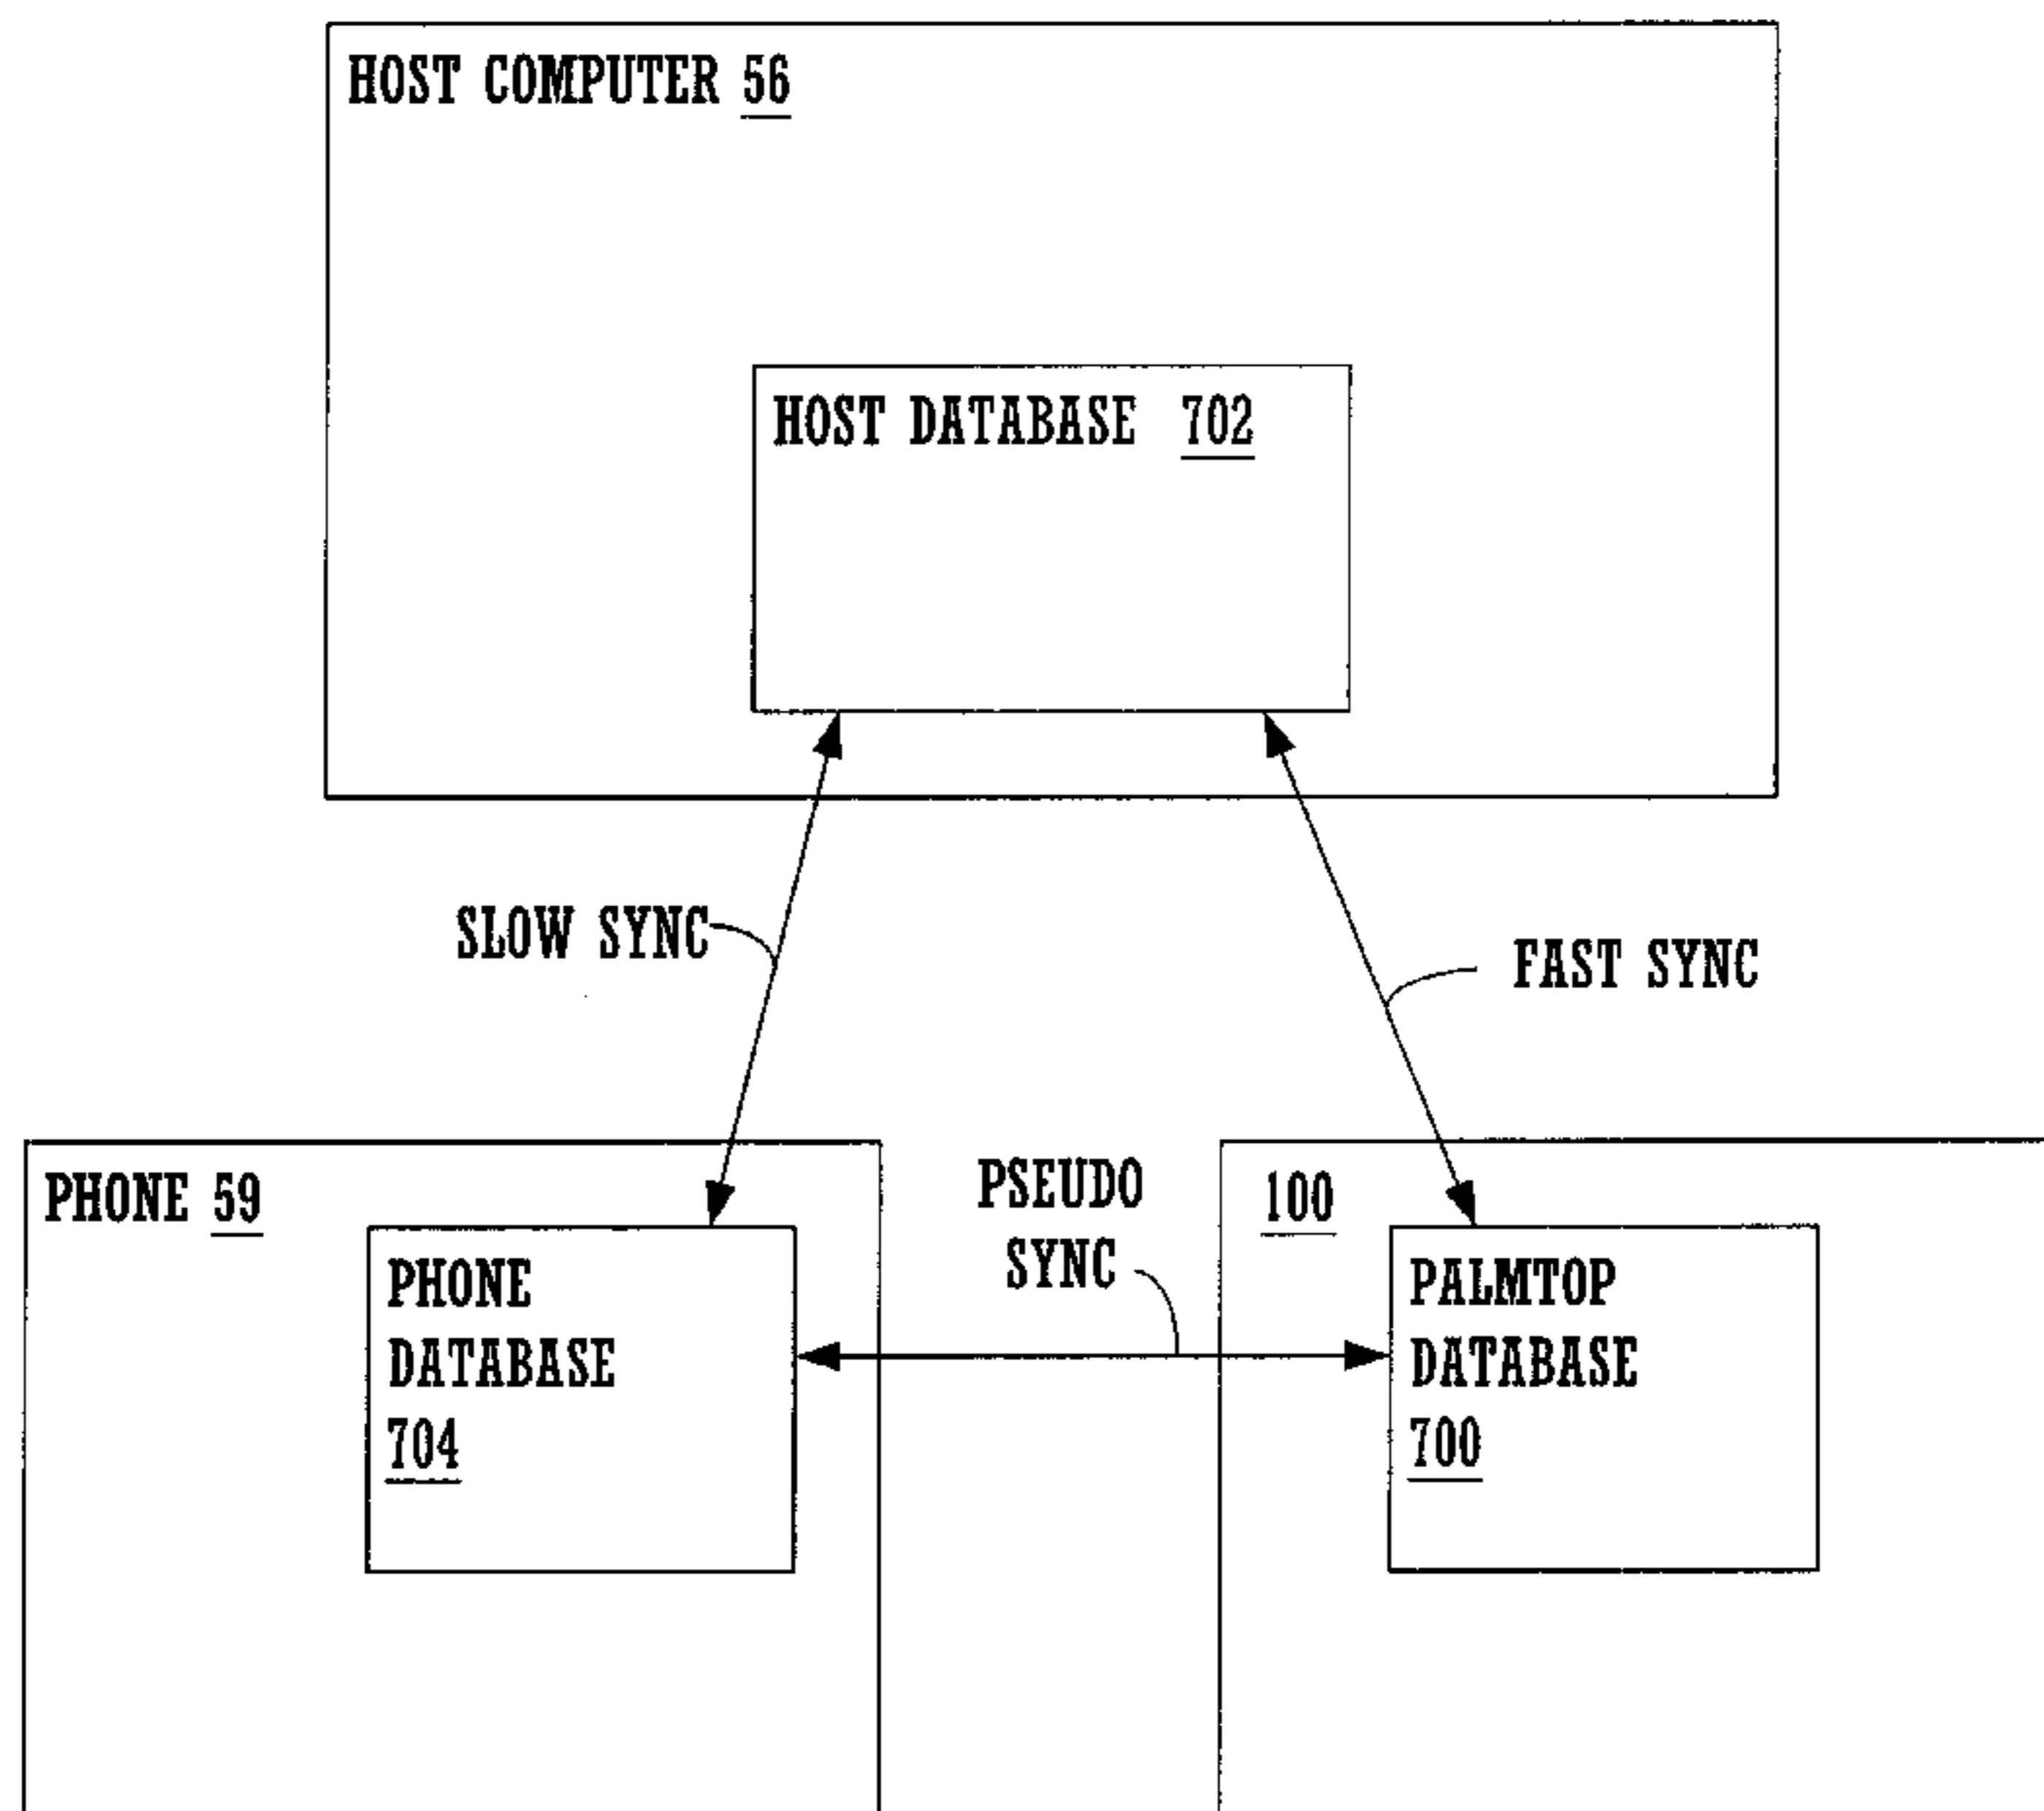 HOST COMPUTER 56
HOST DATABASE 702
SLOW SYNC
FAST SYNC
PHONE 59
PHONE
DATABASE
704
PSEUDO
SYNC
100
PALMTOP
DATABASE
700